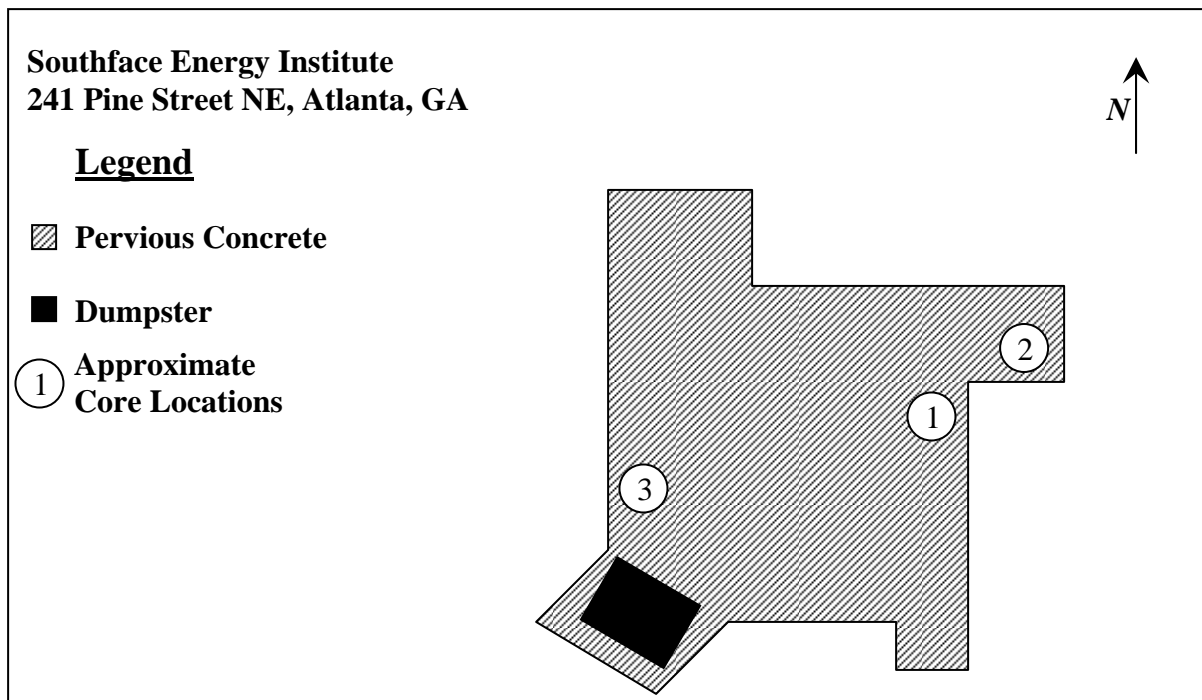 Southface Energy Institute
241 Pine Street NE, Atlanta, GA
N
Legend
Pervious Concrete
Dumpster
1 Approximate
Core Locations
2
1
3